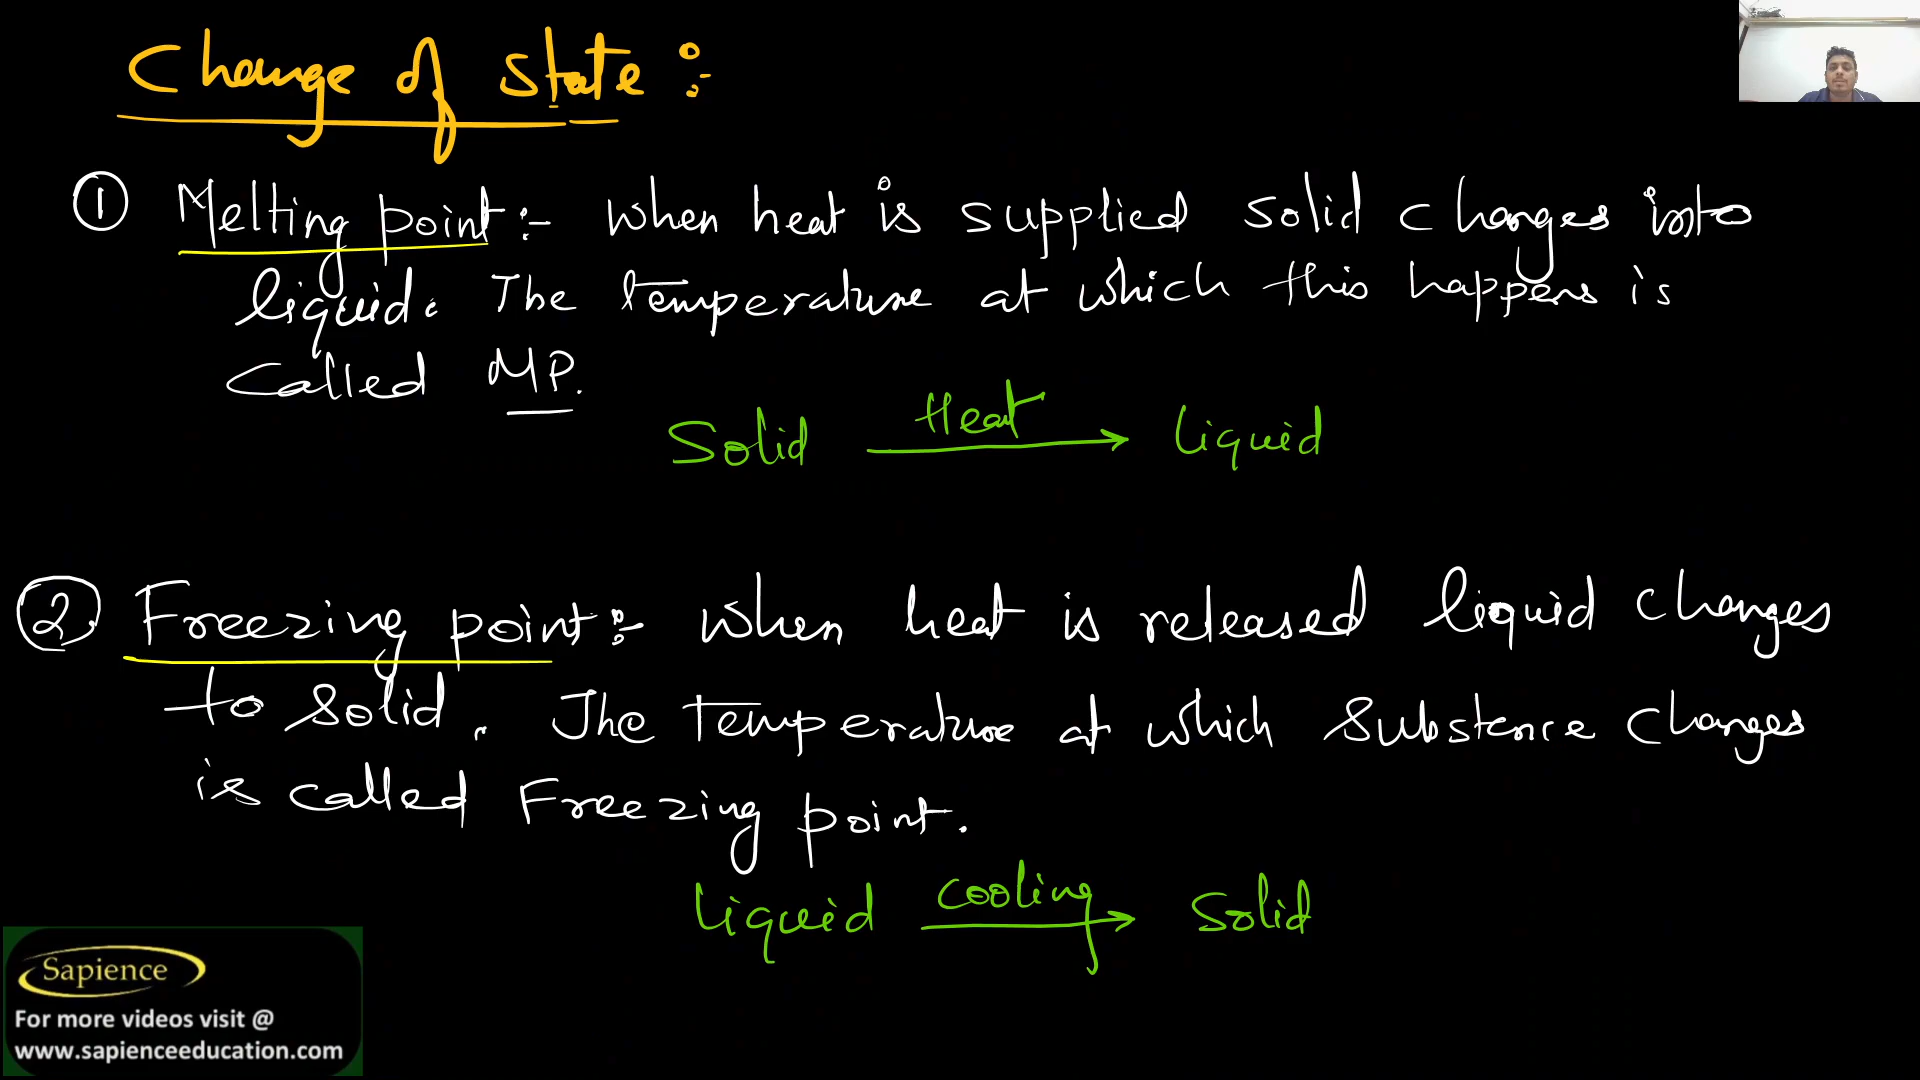 Change of state :-
① Melting point :- When heat is supplied solid changes into
liquid. The temperature at which this happens is
called MP.
Solid Heat → Liquid
② Freezing point :- When heat is released liquid changes
to solid. The temperature at which substence changes
is called Freezing point.
Liquid cooling → Solid
Sapience
For more videos visit @
www.sapienceeducation.com